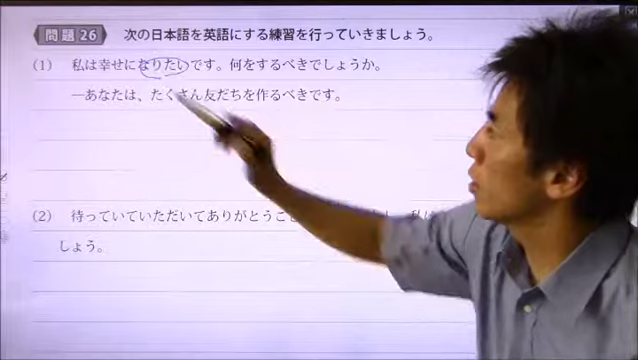 問題26 次の日本語を英語にする練習を行っていきましょう。
(1) 私は幸せになりたいです。何をするべきでしょうか。
―あなたは、たくさん友だちを作るべきです。
(2) 待っていていただいてありがとうご 私は
しょう。